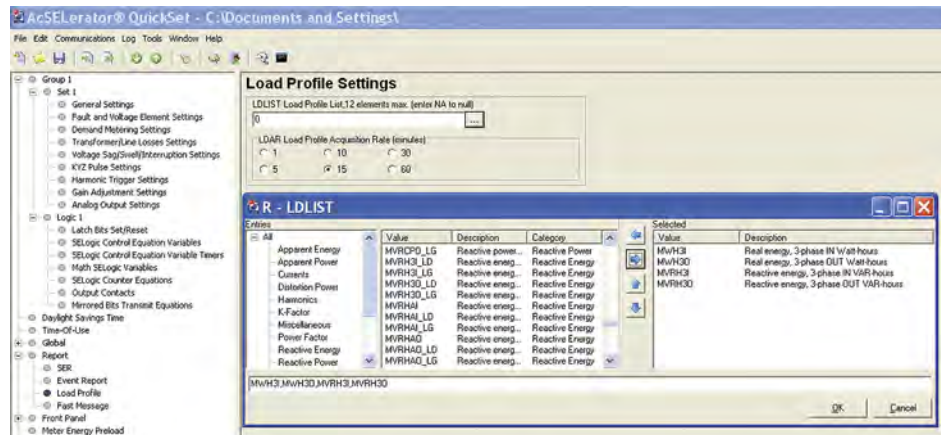 AcSELerator® QuickSet - C:\Documents and Settings\
File Edit Communications Log Tools Window Help
Group 1
Set 1
General Settings
Fault and Voltage Element Settings
Demand Metering Settings
Transformer/Line Losses Settings
Voltage Sag/Swell/Interruption Settings
KYZ Pulse Settings
Harmonic Trigger Settings
Gain Adjustment Settings
Analog Output Settings
Logic 1
Latch Bits Set/Reset
SELogic Control Equation Variables
SELogic Control Equation Variable Timers
Math SELogic Variables
SELogic Counter Equations
Output Contacts
Mirrored Bits Transmit Equations
Daylight Savings Time
Time-Of-Use
Global
Report
SER
Event Report
Load Profile
Fast Message
Front Panel
Meter Energy Preload
Load Profile Settings
LDLIST Load Profile List,12 elements max. (enter NA to null)
0
...
LDAR Load Profile Acquisition Rate (minutes)
1 10 30
5 15 60
R - LDLIST
Entries
All
Apparent Energy
Apparent Power
Currents
Distortion Power
Harmonics
K-Factor
Miscellaneous
Power Factor
Reactive Energy
Reactive Power
Value Description Category
MVRCPD_LG Reactive power... Reactive Power
MVRH3I_LD Reactive energ... Reactive Energy
MVRH3I_LG Reactive energ... Reactive Energy
MVRH3O_LD Reactive energ... Reactive Energy
MVRH3O_LG Reactive energ... Reactive Energy
MVRHAI Reactive energ... Reactive Energy
MVRHAI_LD Reactive energ... Reactive Energy
MVRHAI_LG Reactive energ... Reactive Energy
MVRHAO Reactive energ... Reactive Energy
MVRHAO_LD Reactive energ... Reactive Energy
MVRHAO_LG Reactive energ... Reactive Energy
Selected
Value Description
MWH3I Real energy, 3-phase IN Watt-hours
MWH3O Real energy, 3-phase OUT Watt-hours
MVRH3I Reactive energy, 3-phase IN VAR-hours
MVRH3O Reactive energy, 3-phase OUT VAR-hours
MWH3I,MWH3O,MVRH3I,MVRH3O
OK Cancel